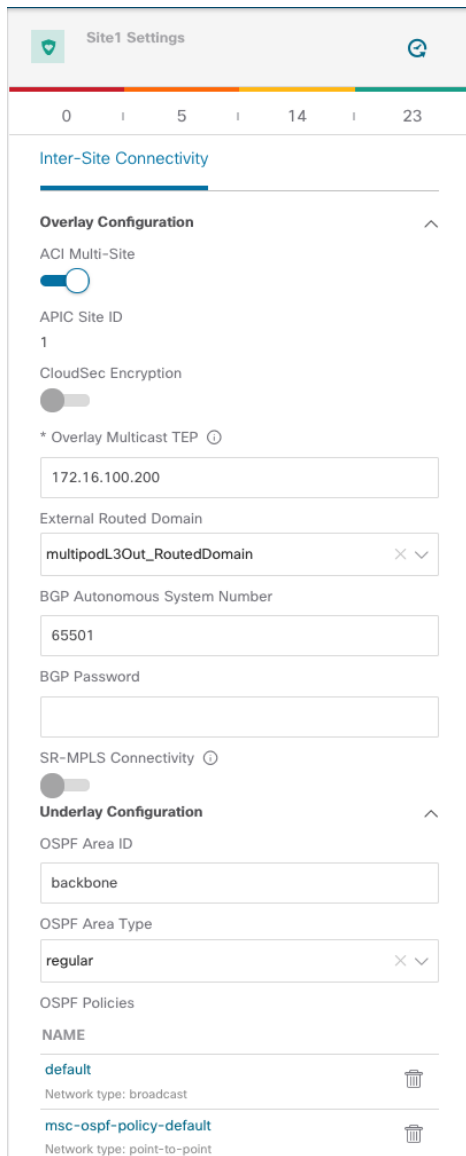 Site1 Settings
0 5 14 23
Inter-Site Connectivity
Overlay Configuration
ACI Multi-Site
APIC Site ID
1
CloudSec Encryption
* Overlay Multicast TEP
172.16.100.200
External Routed Domain
multipodL3Out_RoutedDomain
BGP Autonomous System Number
65501
BGP Password
SR-MPLS Connectivity
Underlay Configuration
OSPF Area ID
backbone
OSPF Area Type
regular
OSPF Policies
NAME
default
Network type: broadcast
msc-ospf-policy-default
Network type: point-to-point